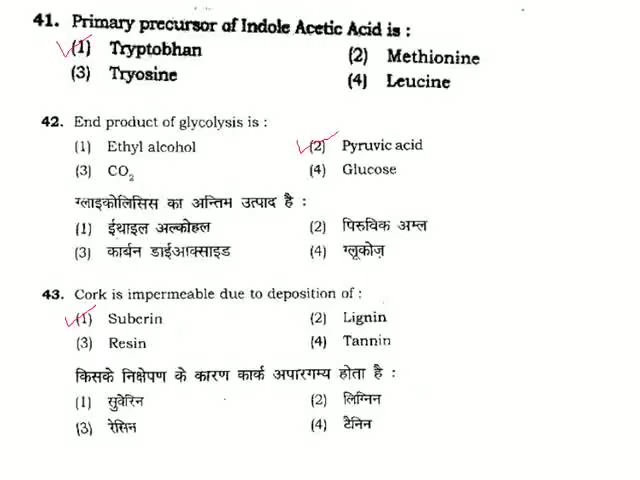 41. Primary precursor of Indole Acetic Acid is :
(1) Tryptobhan (2) Methionine
(3) Tryosine (4) Leucine
42. End product of glycolysis is :
(1) Ethyl alcohol (2) Pyruvic acid
(3) CO₂ (4) Glucose
ग्लाइकोलिसिस का अन्तिम उत्पाद है :
(1) ईथाइल अल्कोहल (2) पिरुविक अम्ल
(3) कार्यन डाईआक्साइड (4) ग्लूकोज़
43. Cork is impermeable due to deposition of :
(1) Suberin (2) Lignin
(3) Resin (4) Tannin
किसके निक्षेपण के कारण कार्क अपारगम्य होता है :
(1) सुवेरिन (2) लिग्निन
(3) रेसिन (4) टैनिन